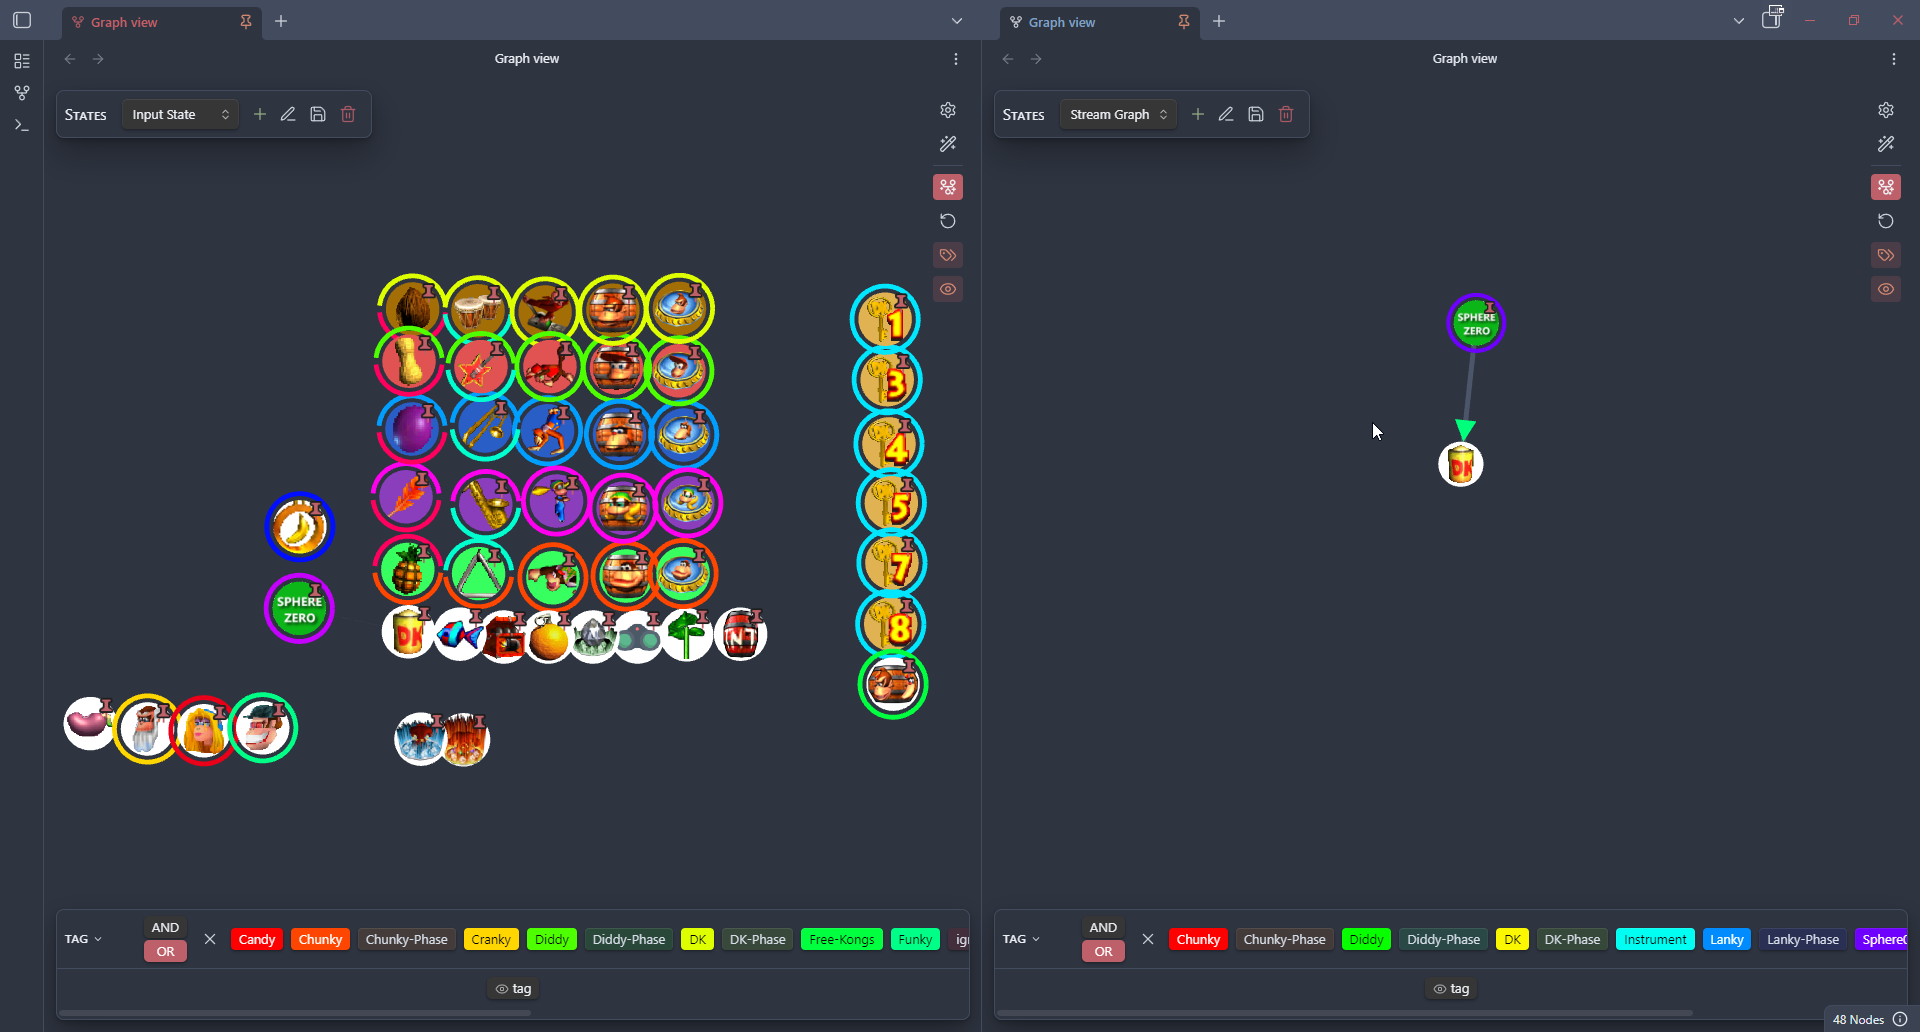 Graph view
Graph view
Graph view
Graph view
STATES Input State
STATES Stream Graph
1
3
4
5
7
8
SPHERE
ZERO
DK
TNT
SPHERE
ZERO
DK
TAG AND OR Candy Chunky Chunky-Phase Cranky Diddy Diddy-Phase DK DK-Phase Free-Kongs Funky ig
tag
TAG AND OR Chunky Chunky-Phase Diddy Diddy-Phase DK DK-Phase Instrument Lanky Lanky-Phase Sphere
tag
48 Nodes